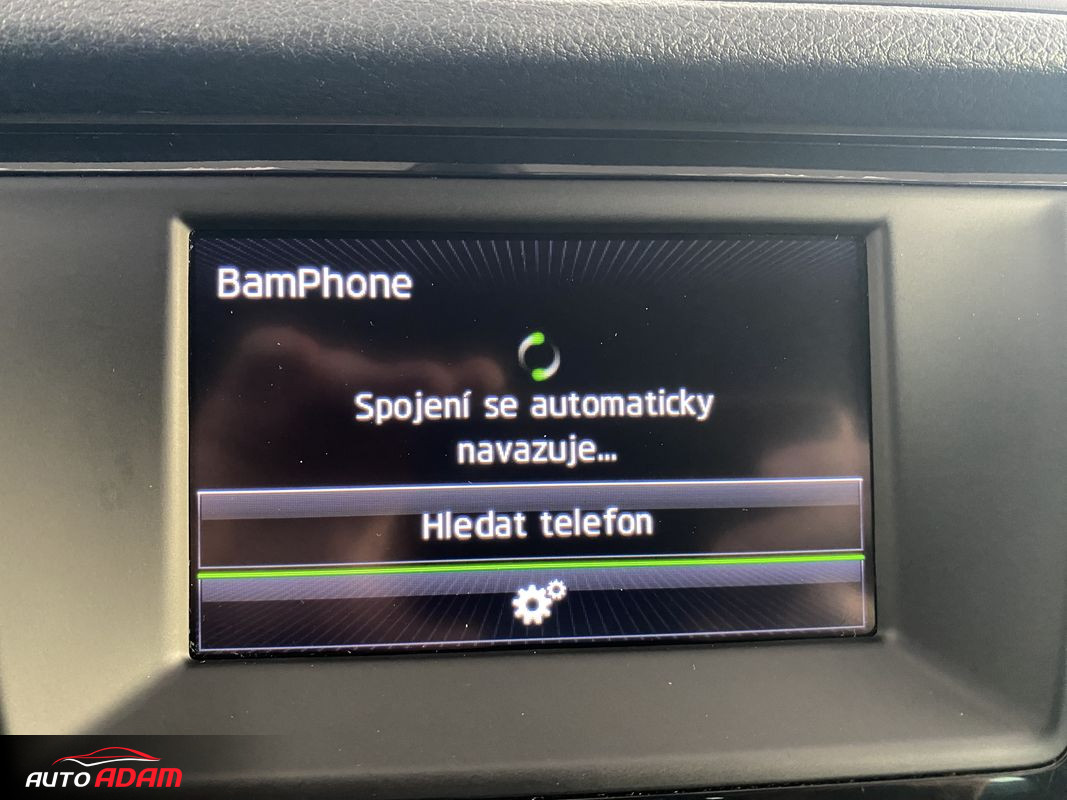 BamPhone
Spojení se automaticky
navazuje...
Hledat telefon
AUTO ADAM